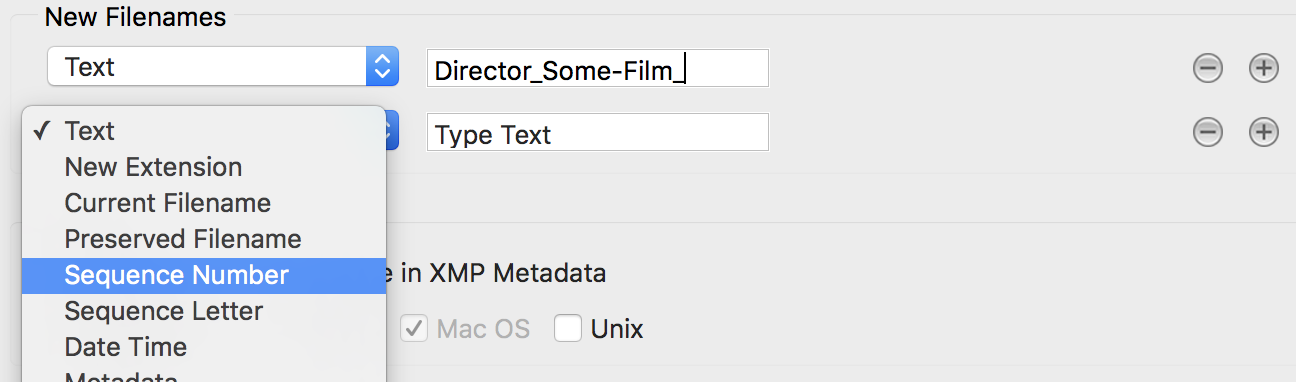 New Filenames
Text
Director_Some-Film_
Text
Type Text
New Extension
Current Filename
Preserved Filename
Sequence Number
in XMP Metadata
Sequence Letter
Mac OS
Unix
Date Time
Metadata